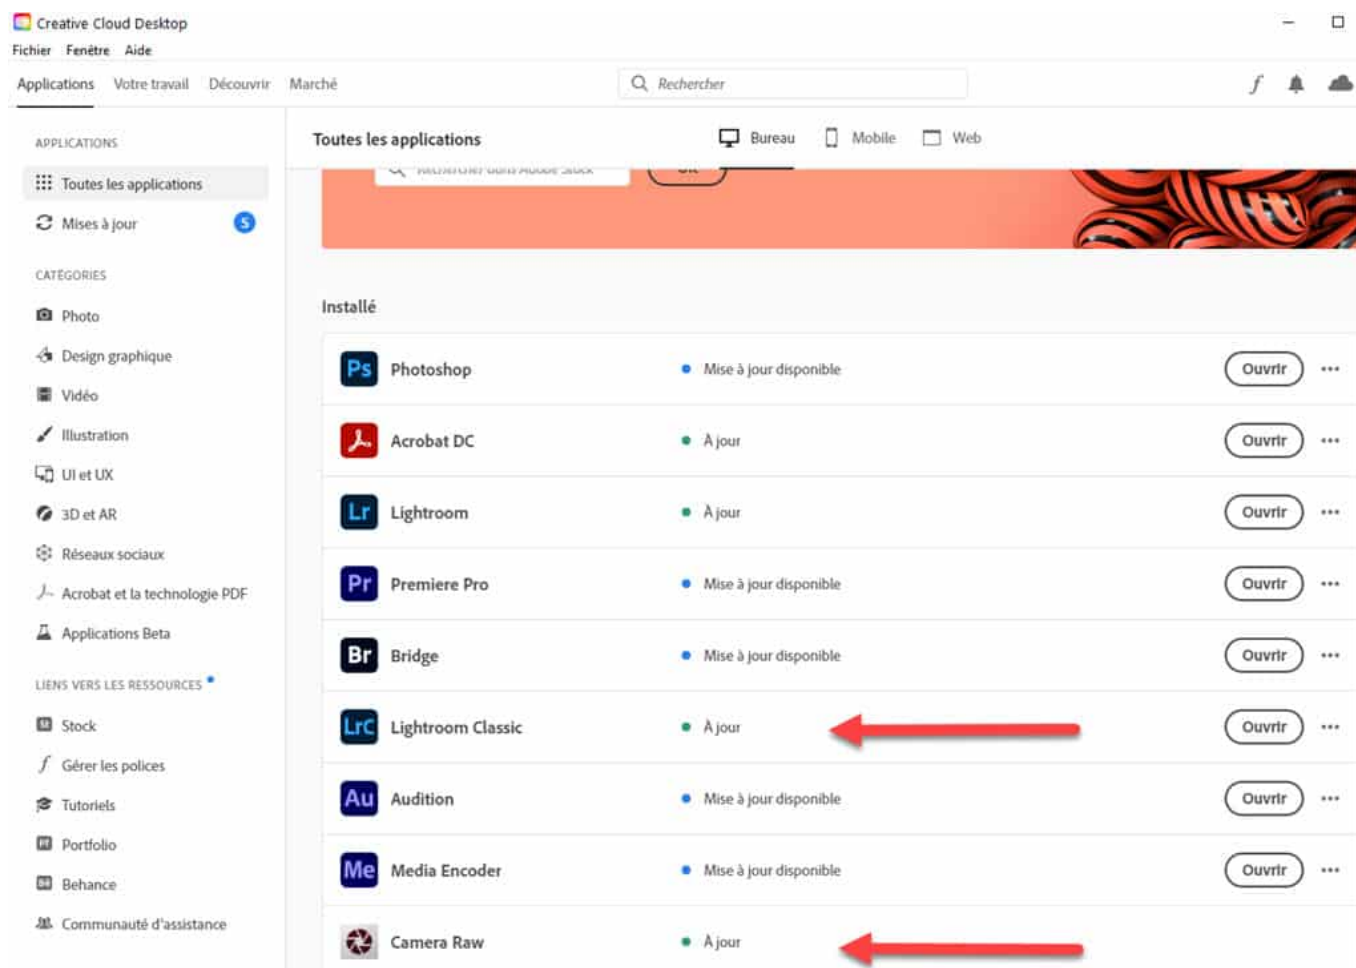 Creative Cloud Desktop
Fichier Fenêtre Aide
Applications Votre travail Découvrir Marché
Rechercher
APPLICATIONS
Toutes les applications
Mises à jour 5
CATÉGORIES
Photo
Design graphique
Vidéo
Illustration
UI et UX
3D et AR
Réseaux sociaux
Acrobat et la technologie PDF
Applications Beta
LIENS VERS LES RESSOURCES
St Stock
Gérer les polices
Tutoriels
Portfolio
Behance
Communauté d'assistance
Toutes les applications
Bureau Mobile Web
Rechercher dans Adobe Stock
Installé
Ps Photoshop Mise à jour disponible Ouvrir
Acrobat DC À jour Ouvrir
Lr Lightroom À jour Ouvrir
Pr Premiere Pro Mise à jour disponible Ouvrir
Br Bridge Mise à jour disponible Ouvrir
LrC Lightroom Classic À jour Ouvrir
Au Audition Mise à jour disponible Ouvrir
Me Media Encoder Mise à jour disponible Ouvrir
Camera Raw À jour